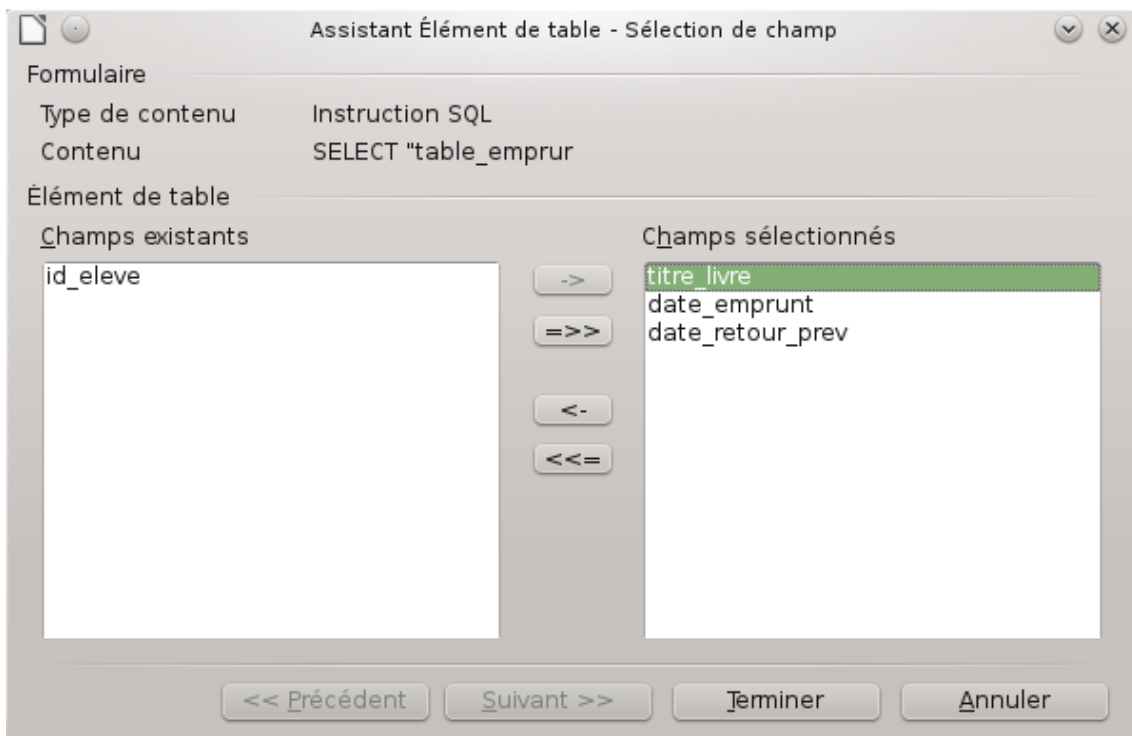 Assistant Élément de table - Sélection de champ
Formulaire
Type de contenu Instruction SQL
Contenu SELECT "table_emprur
Élément de table
Champs existants Champs sélectionnés
id_eleve -> titre_livre
date_emprunt
=>> date_retour_prev
<-
<<=
<< Précédent Suivant >> Terminer Annuler